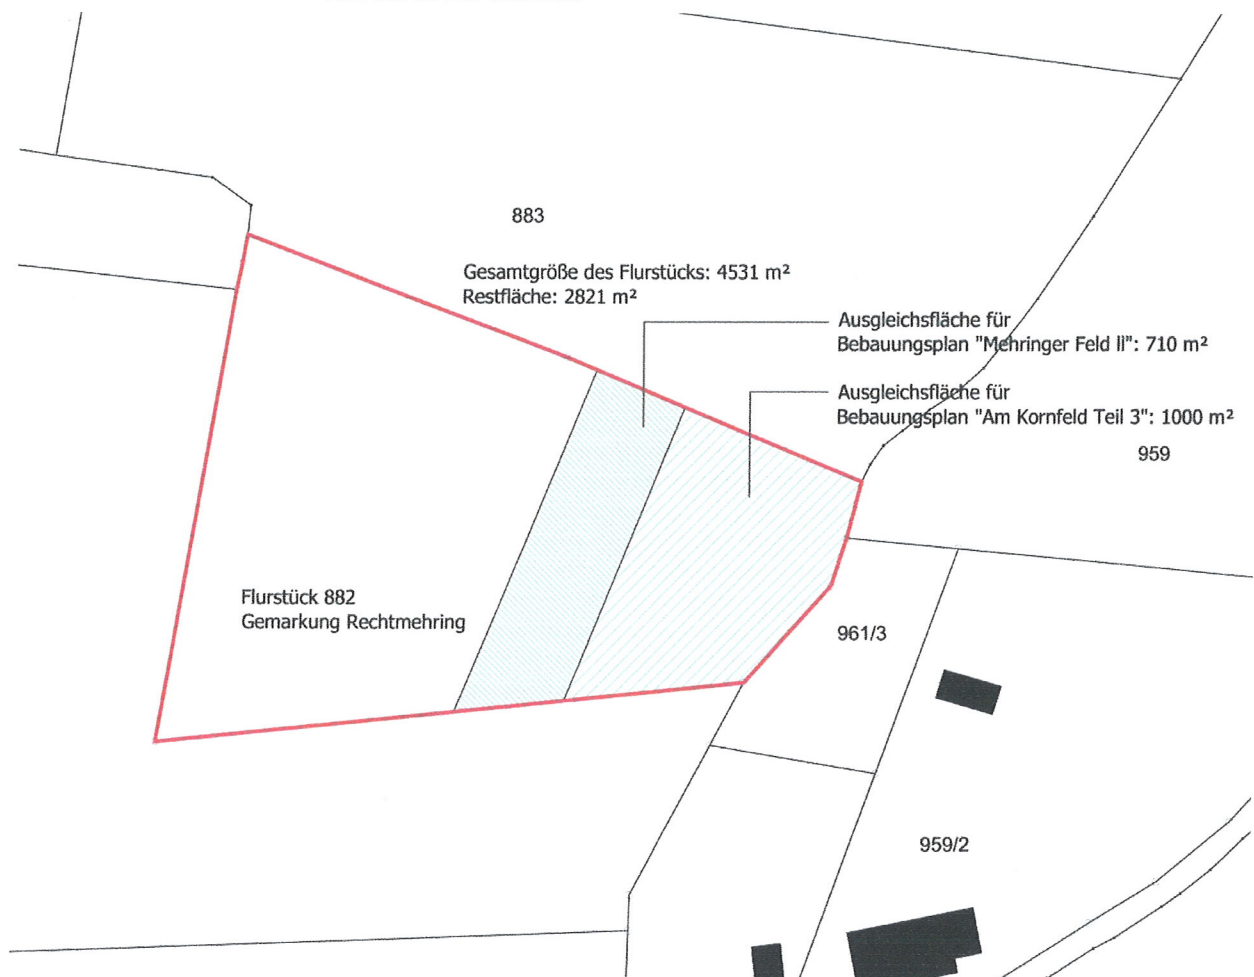 883
Gesamtgröße des Flurstücks: 4531 m²
Restfläche: 2821 m²
Ausgleichsfläche für
Bebauungsplan "Mehringer Feld II": 710 m²
Ausgleichsfläche für
Bebauungsplan "Am Kornfeld Teil 3": 1000 m²
959
Flurstück 882
Gemarkung Rechtmehring
961/3
959/2